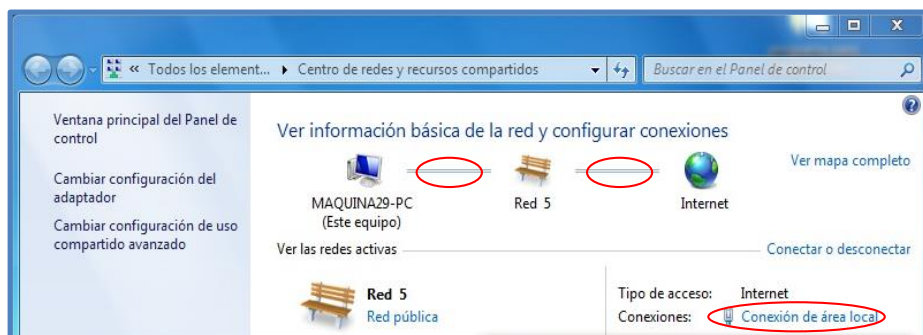 « Todos los element... ▸ Centro de redes y recursos compartidos
Buscar en el Panel de control
Ventana principal del Panel de
control
Cambiar configuración del
adaptador
Cambiar configuración de uso
compartido avanzado
Ver información básica de la red y configurar conexiones
Ver mapa completo
MAQUINA29-PC
(Este equipo)
Red 5
Internet
Ver las redes activas
Conectar o desconectar
Red 5
Red pública
Tipo de acceso: Internet
Conexiones: Conexión de área local